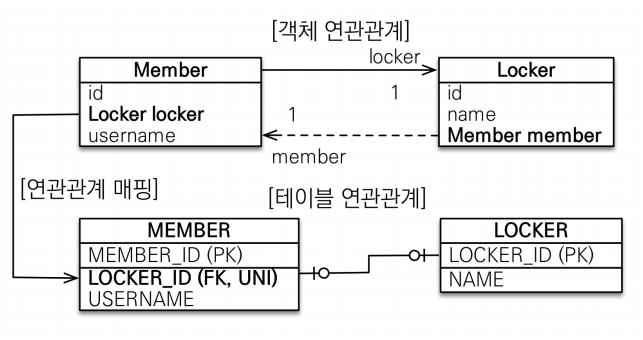 [객체 연관관계]
locker
Member
Locker
id
Locker locker
username
1
1
id
name
Member member
member
[연관관계 매핑]
[테이블 연관관계]
MEMBER
MEMBER_ID (PK)
LOCKER_ID (FK, UNI)
USERNAME
LOCKER
LOCKER_ID (PK)
NAME